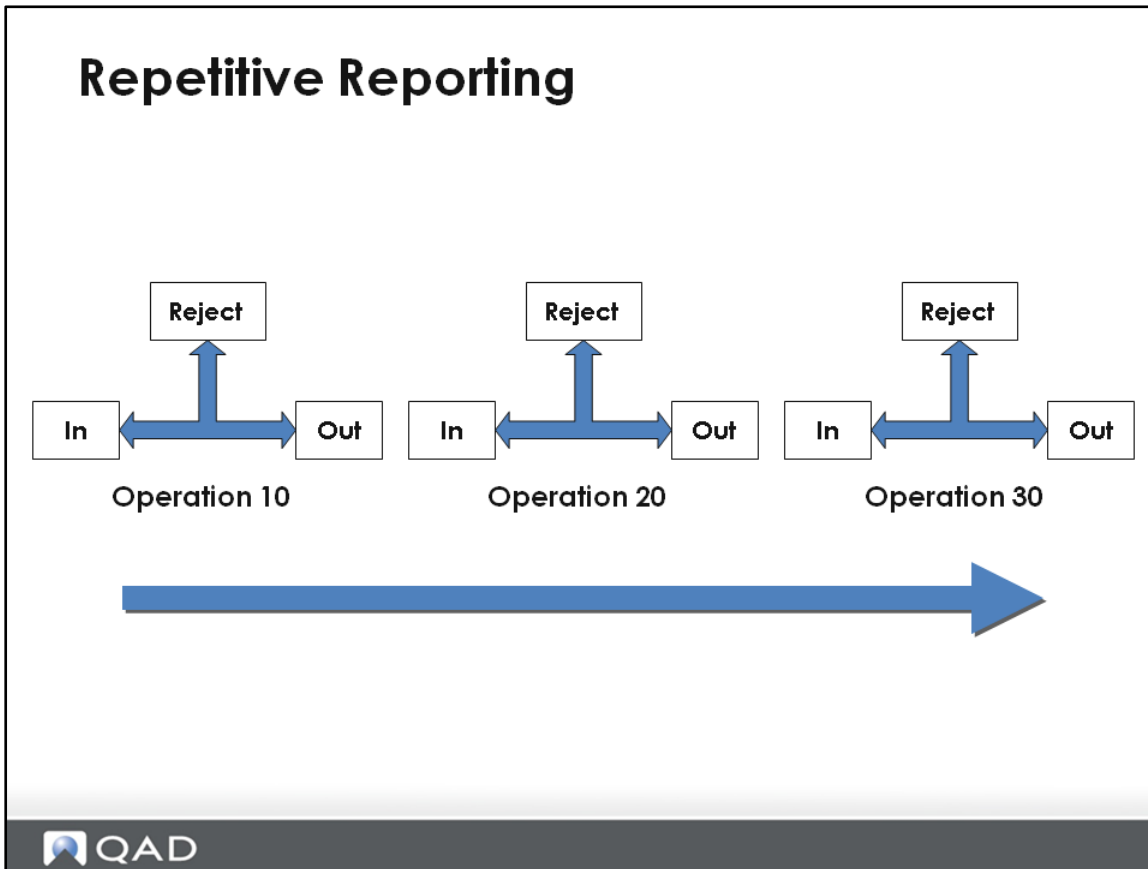 Repetitive Reporting
Reject
Reject
Reject
In
Out
In
Out
In
Out
Operation 10
Operation 20
Operation 30
QAD